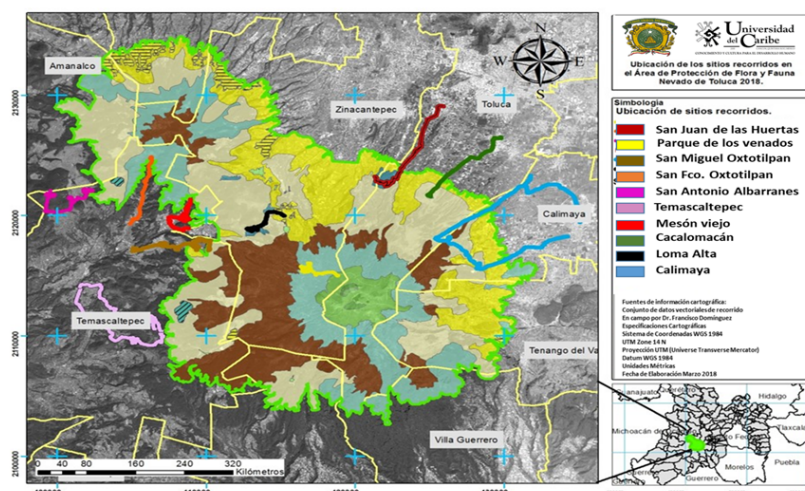 Amanalco
Zinacantepec
Toluca
Calimaya
Temascaltepec
Tenango del Va
Villa Guerrero
N
W
E
S
2130000
2120000
2110000
2100000
0 40 80 160 240 320
Kilómetros
Universidad
del Caribe
Ubicación de los sitios recorridos en
el Área de Protección de Flora y Fauna
Nevado de Toluca 2018.
Simbología
Ubicación de sitios recorridos.
San Juan de las Huertas
Parque de los venados
San Miguel Oxtotilpan
San Fco. Oxtotilpan
San Antonio Albarranes
Temascaltepec
Mesón viejo
Cacalomacán
Loma Alta
Calimaya
Fuentes de información cartográfica:
Conjunto de datos vectoriales de recorrido
En campo por Dr. Francisco Domínguez
Especificaciones Cartográficas
Sistema de Coordenadas WGS 1984
UTM Zone 14 N
Proyección UTM (Universe Transverse Mercator)
Datum WGS 1984
Unidades Métricas
Fecha de Elaboración Marzo 2018
Hidalgo
Michoacán de
Tlaxcala
Puebla
Morelos
Guerrero